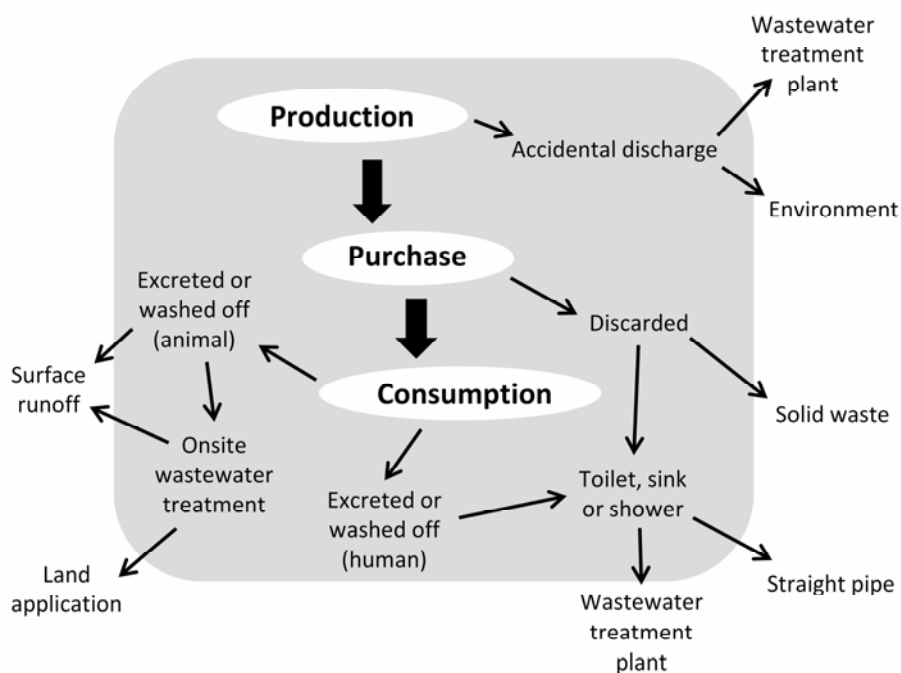 Wastewater
treatment
plant
Production
Accidental discharge
Environment
Purchase
Excreted or
washed off
(animal)
Discarded
Surface
runoff
Consumption
Solid waste
Onsite
wastewater
treatment
Excreted or
washed off
(human)
Toilet, sink
or shower
Land
application
Straight pipe
Wastewater
treatment
plant